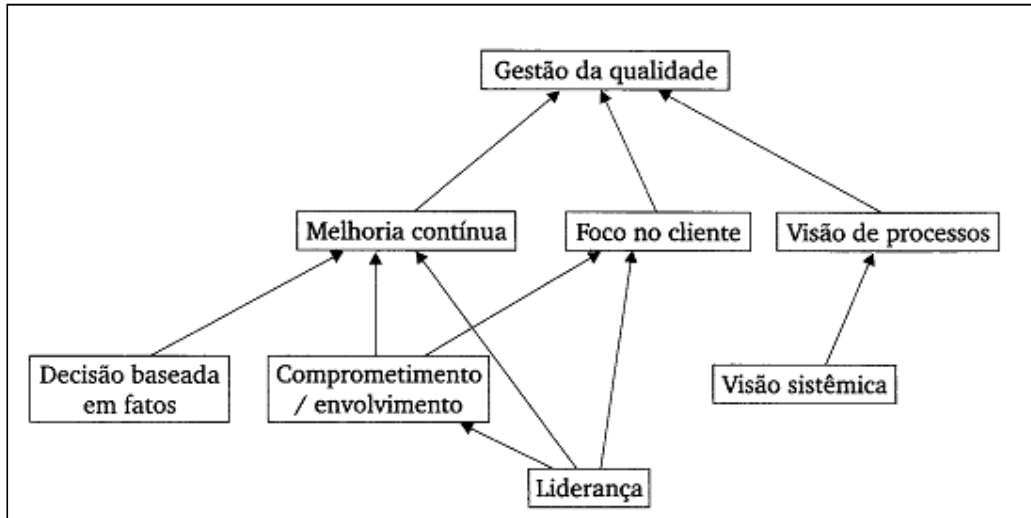 Gestão da qualidade
Melhoria contínua
Foco no cliente
Visão de processos
Decisão baseada
em fatos
Comprometimento
/ envolvimento
Visão sistêmica
Liderança